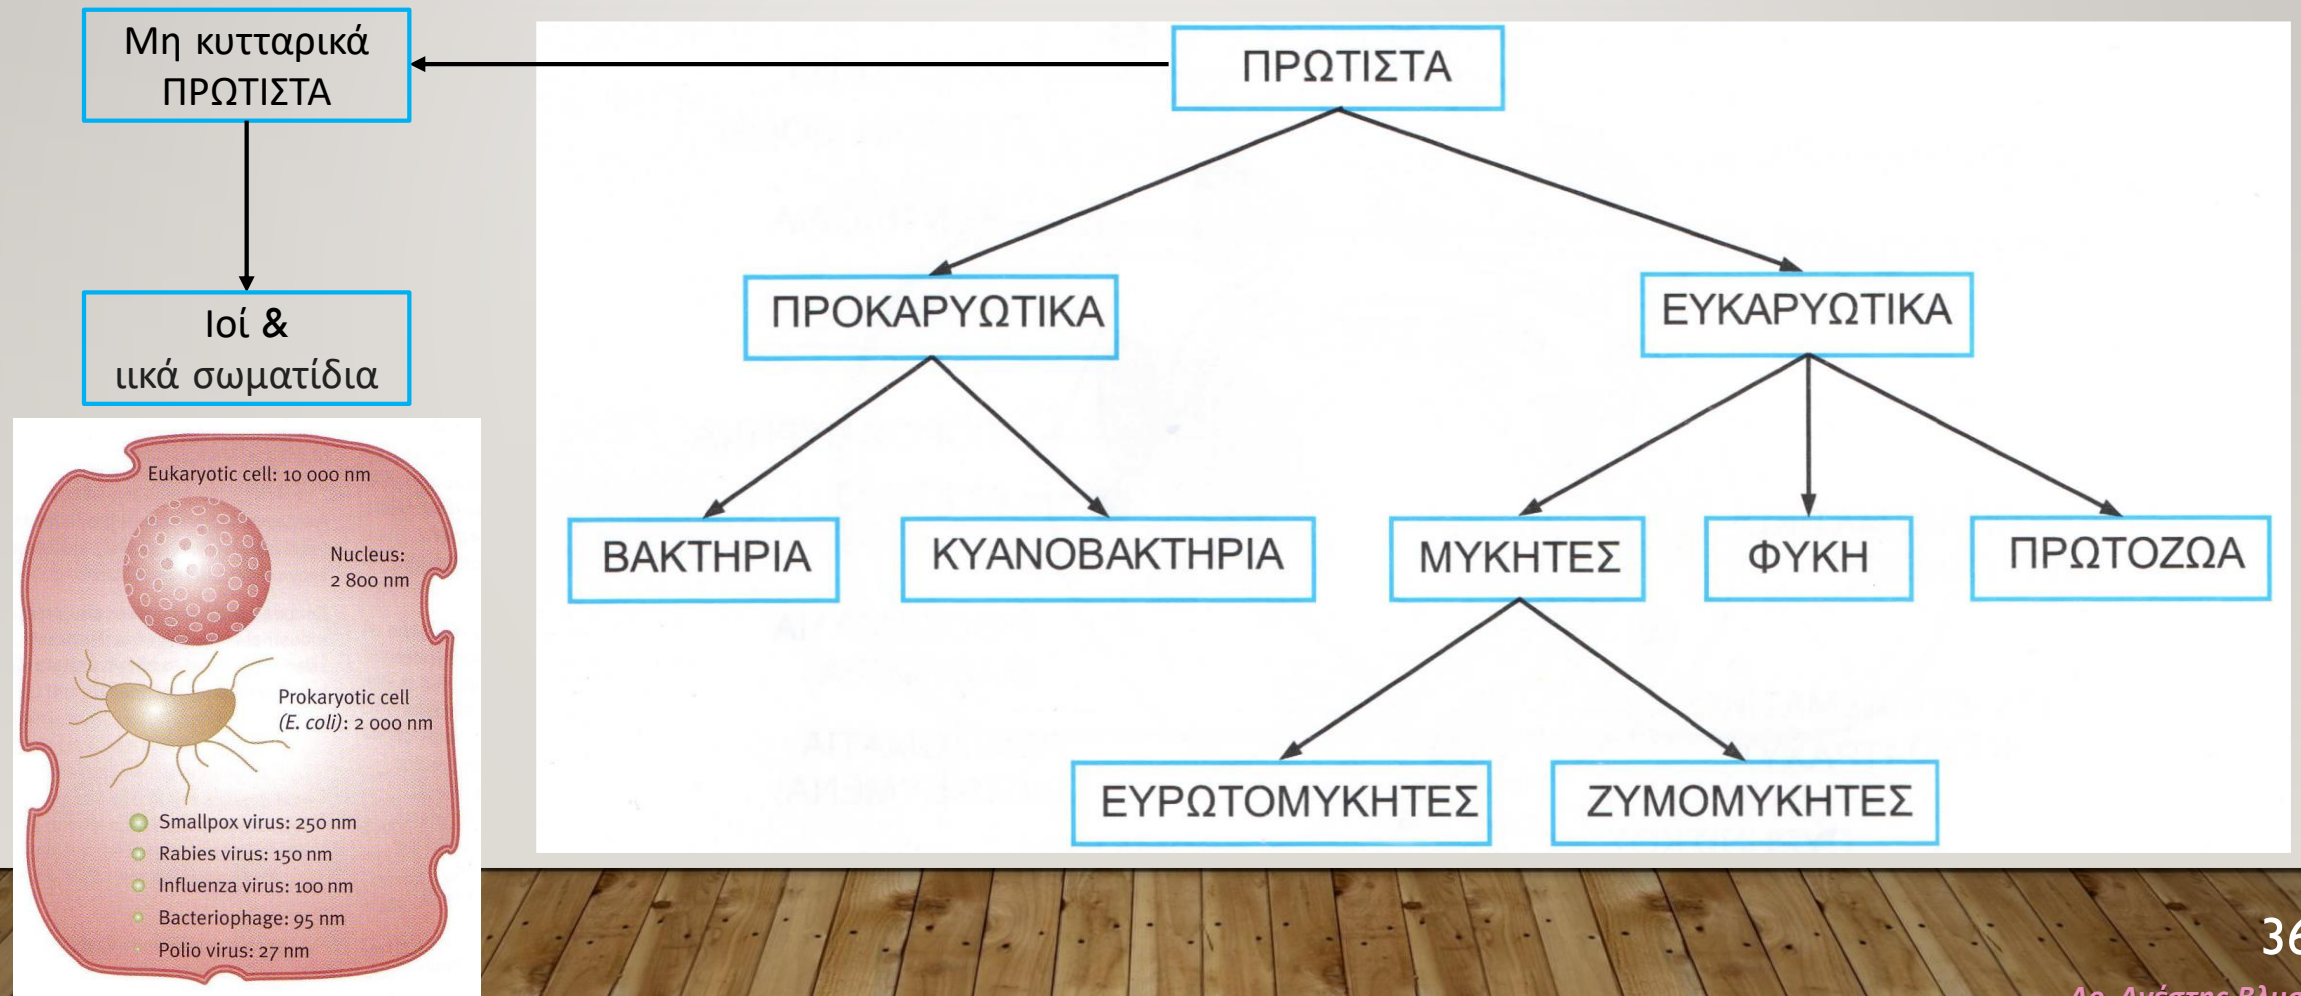 Μη κυτταρικά
ΠΡΩΤΙΣΤΑ
ΠΡΩΤΙΣΤΑ
Ιοί &
ιικά σωματίδια
ΠΡΟΚΑΡΥΩΤΙΚΑ
ΕΥΚΑΡΥΩΤΙΚΑ
ΒΑΚΤΗΡΙΑ
ΚΥΑΝΟΒΑΚΤΗΡΙΑ
ΜΥΚΗΤΕΣ
ΦΥΚΗ
ΠΡΩΤΟΖΩΑ
ΕΥΡΩΤΟΜΥΚΗΤΕΣ
ΖΥΜΟΜΥΚΗΤΕΣ
Eukaryotic cell: 10 000 nm
Nucleus:
2 800 nm
Prokaryotic cell
(E. coli): 2 000 nm
Smallpox virus: 250 nm
Rabies virus: 150 nm
Influenza virus: 100 nm
Bacteriophage: 95 nm
Polio virus: 27 nm
36